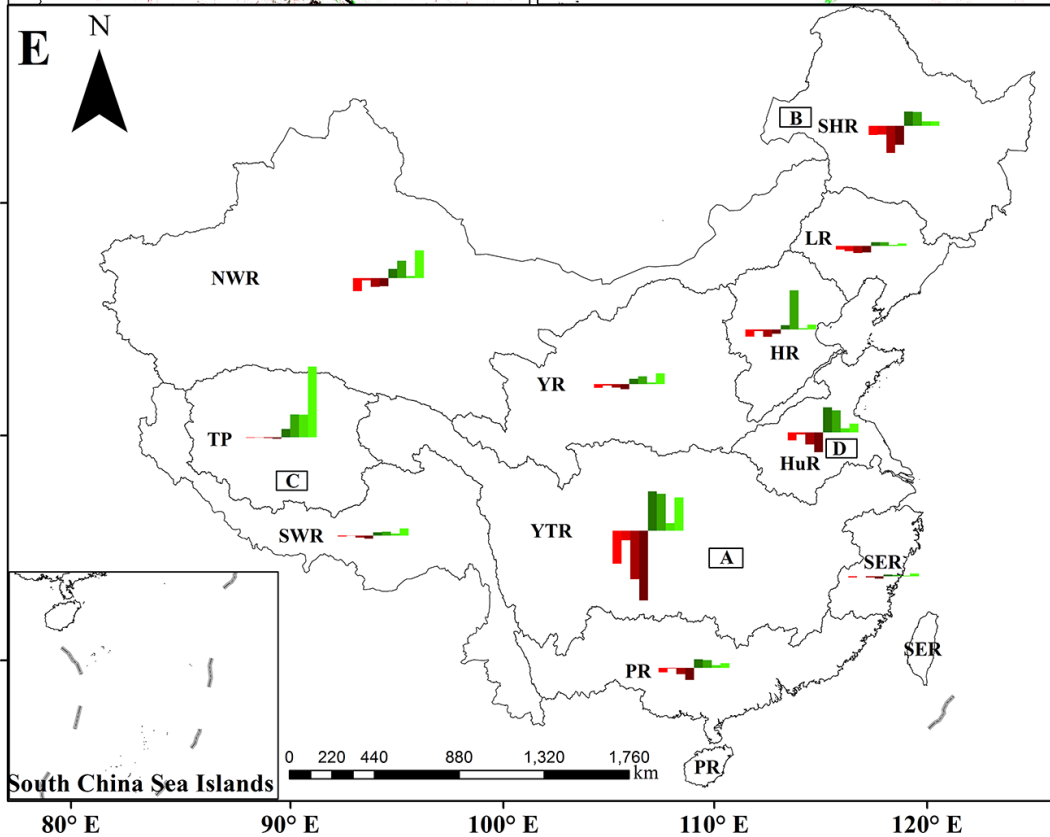 E
N
B
SHR
LR
NWR
HR
YR
TP
D
HuR
C
SWR
YTR
A
SER
SER
PR
PR
0 220 440 880 1,320 1,760
km
South China Sea Islands
80° E 90° E 100° E 110° E 120° E